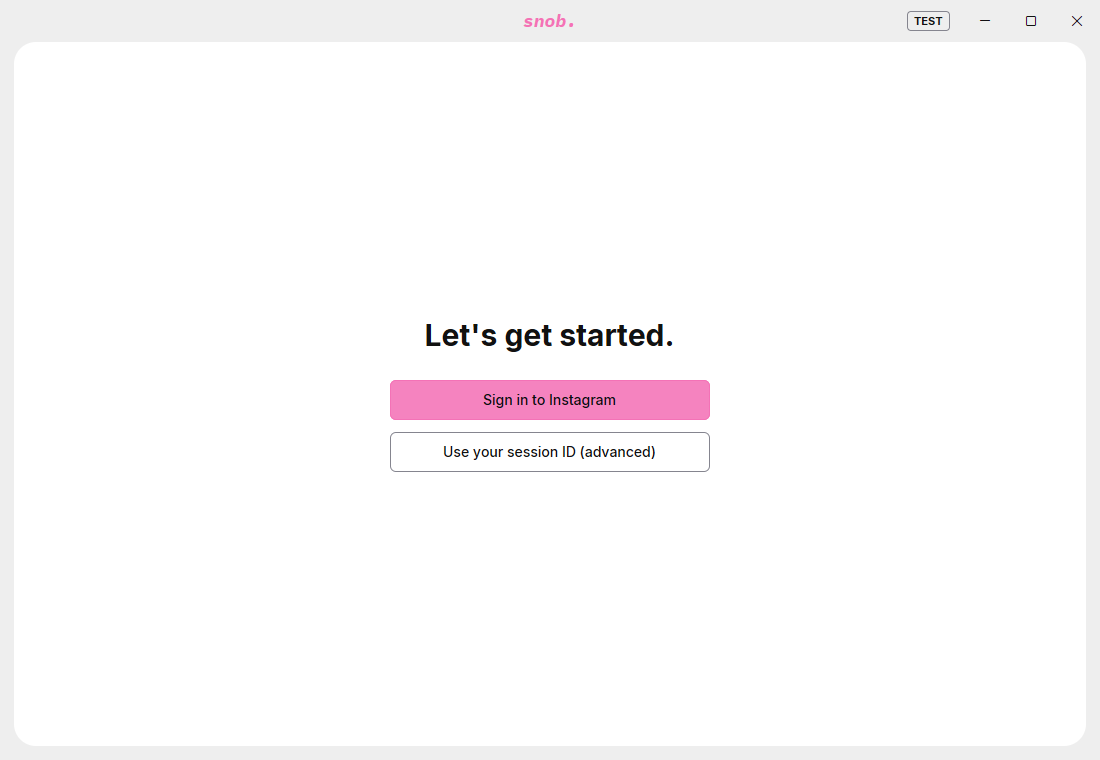 snob.
TEST
Let's get started.
Sign in to Instagram
Use your session ID (advanced)